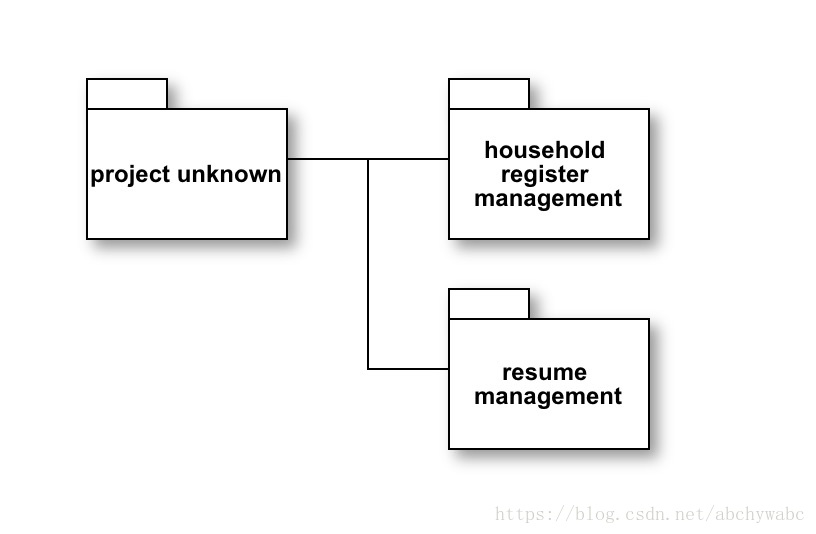 project unknown
household
register
management
resume
management
https://blog.csdn.net/abchywabc